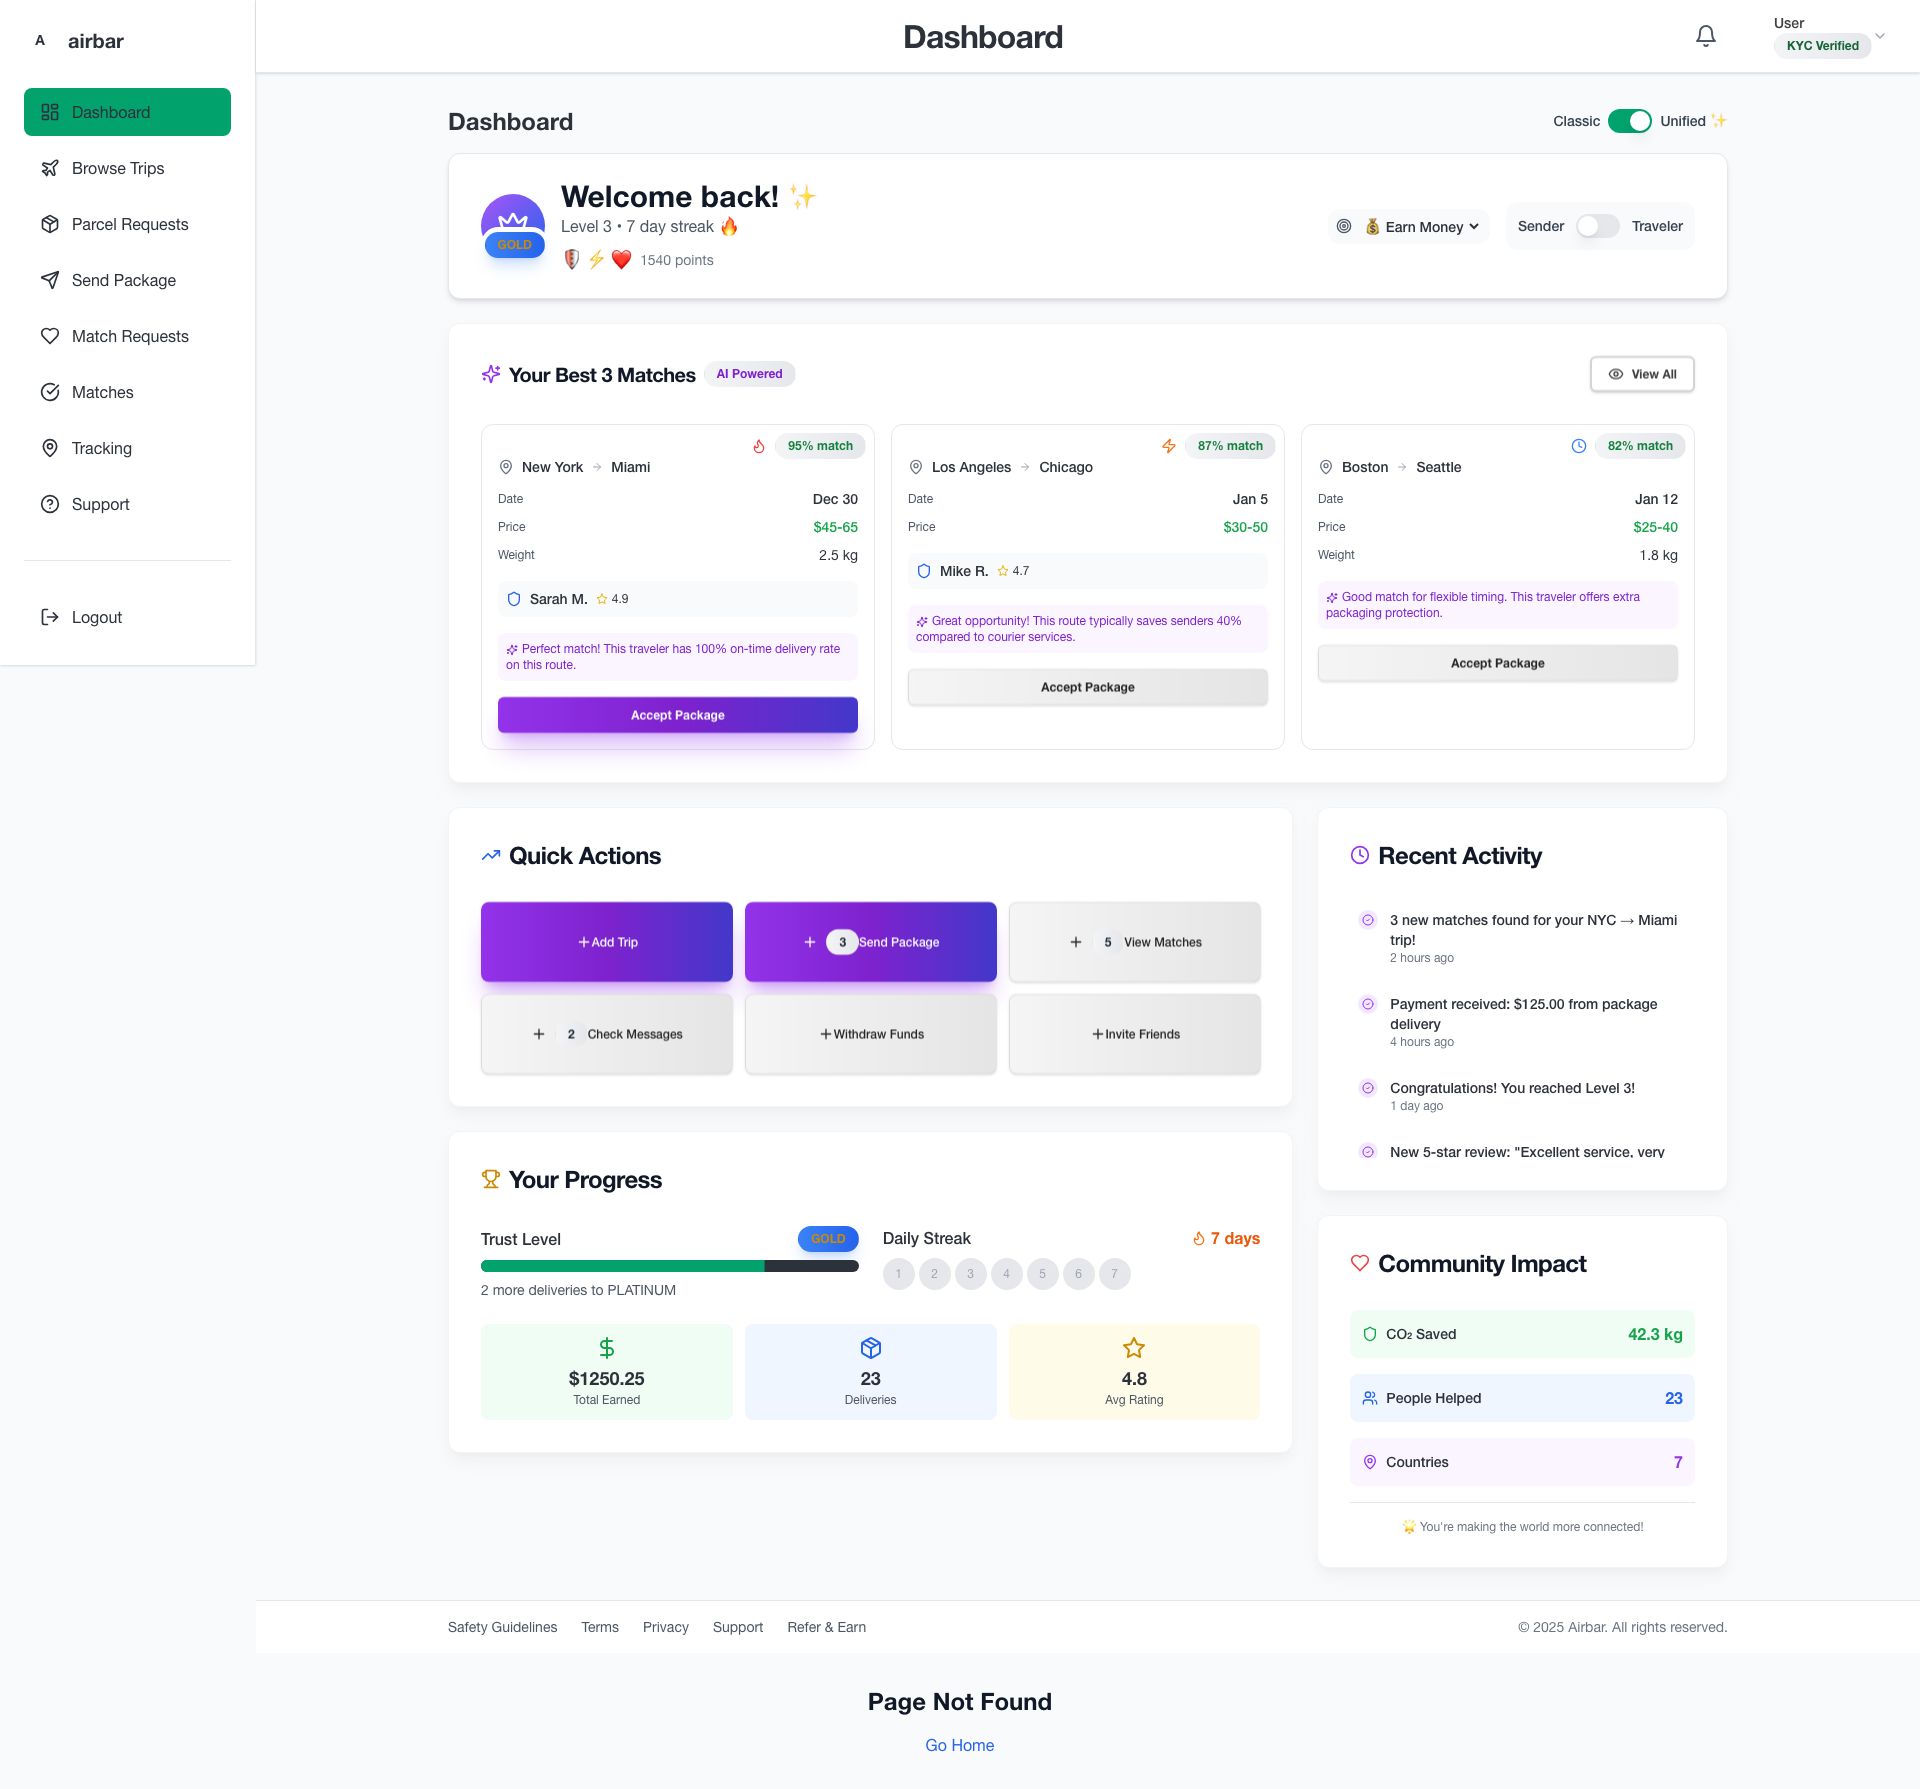 A airbar
Dashboard
User
KYC Verified
Dashboard
Browse Trips
Parcel Requests
Send Package
Match Requests
Matches
Tracking
Support
Logout
Dashboard
Classic Unified ✨
Welcome back! ✨
Level 3 • 7 day streak 🔥
GOLD
🛡️ ⚡ ❤️ 1540 points
💰 Earn Money
Sender Traveler
Your Best 3 Matches AI Powered
View All
95% match
New York → Miami
Date Dec 30
Price $45-65
Weight 2.5 kg
Sarah M. 4.9
Perfect match! This traveler has 100% on-time delivery rate
on this route.
Accept Package
87% match
Los Angeles → Chicago
Date Jan 5
Price $30-50
Mike R. 4.7
Great opportunity! This route typically saves senders 40%
compared to courier services.
Accept Package
82% match
Boston → Seattle
Date Jan 12
Price $25-40
Weight 1.8 kg
Good match for flexible timing. This traveler offers extra
packaging protection.
Accept Package
Quick Actions
Add Trip
3 Send Package
5 View Matches
2 Check Messages
Withdraw Funds
Invite Friends
Recent Activity
3 new matches found for your NYC → Miami
trip!
2 hours ago
Payment received: $125.00 from package
delivery
4 hours ago
Congratulations! You reached Level 3!
1 day ago
New 5-star review: "Excellent service, very
Your Progress
Trust Level GOLD
2 more deliveries to PLATINUM
Daily Streak 7 days
1 2 3 4 5 6 7
$1250.25
Total Earned
23
Deliveries
4.8
Avg Rating
Community Impact
CO₂ Saved 42.3 kg
People Helped 23
Countries 7
🌟 You're making the world more connected!
Safety Guidelines Terms Privacy Support Refer & Earn
© 2025 Airbar. All rights reserved.
Page Not Found
Go Home